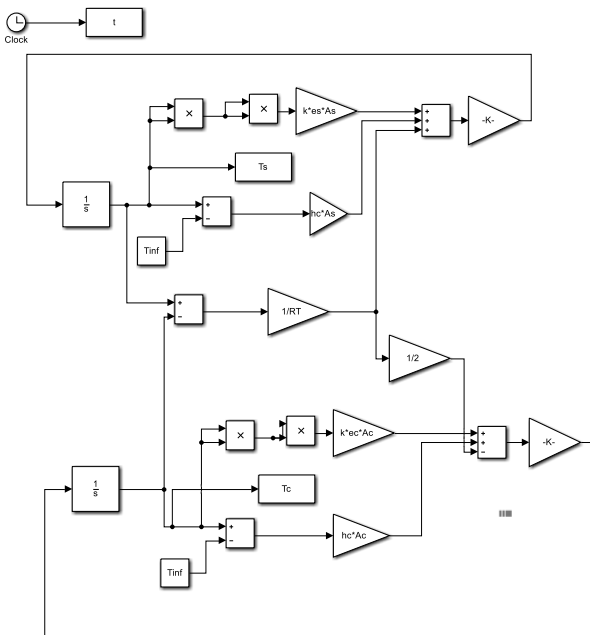 t
Clock
×
×
k*es*As
+
+
+
-K-
Ts
1
s
+
−
hc*As
Tinf
+
−
1/RT
1/2
×
×
k*ec*Ac
+
+
−
-K-
1
s
Tc
+
−
hc*Ac
Tinf